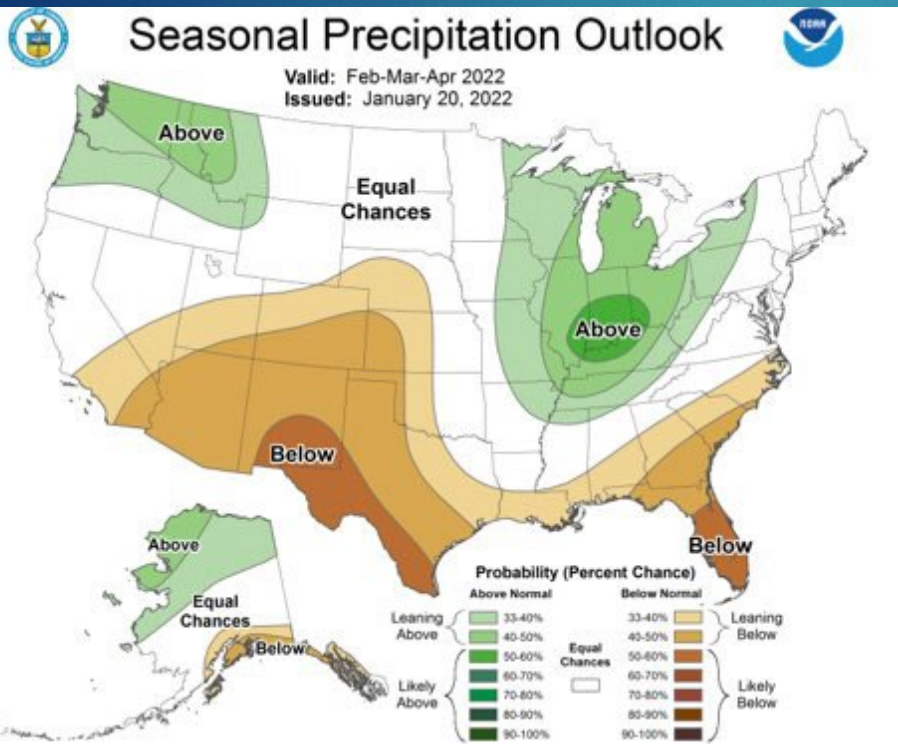 Seasonal Precipitation Outlook
NOAA
Valid: Feb-Mar-Apr 2022
Issued: January 20, 2022
Above
Equal
Chances
Above
Below
Below
Above
Equal
Chances
Below
Probability (Percent Chance)
Above Normal
Below Normal
Leaning
Above
33-40%
40-50%
Likely
Above
50-60%
60-70%
70-80%
80-90%
90-100%
Equal
Chances
33-40%
40-50%
Leaning
Below
50-60%
60-70%
70-80%
80-90%
90-100%
Likely
Below